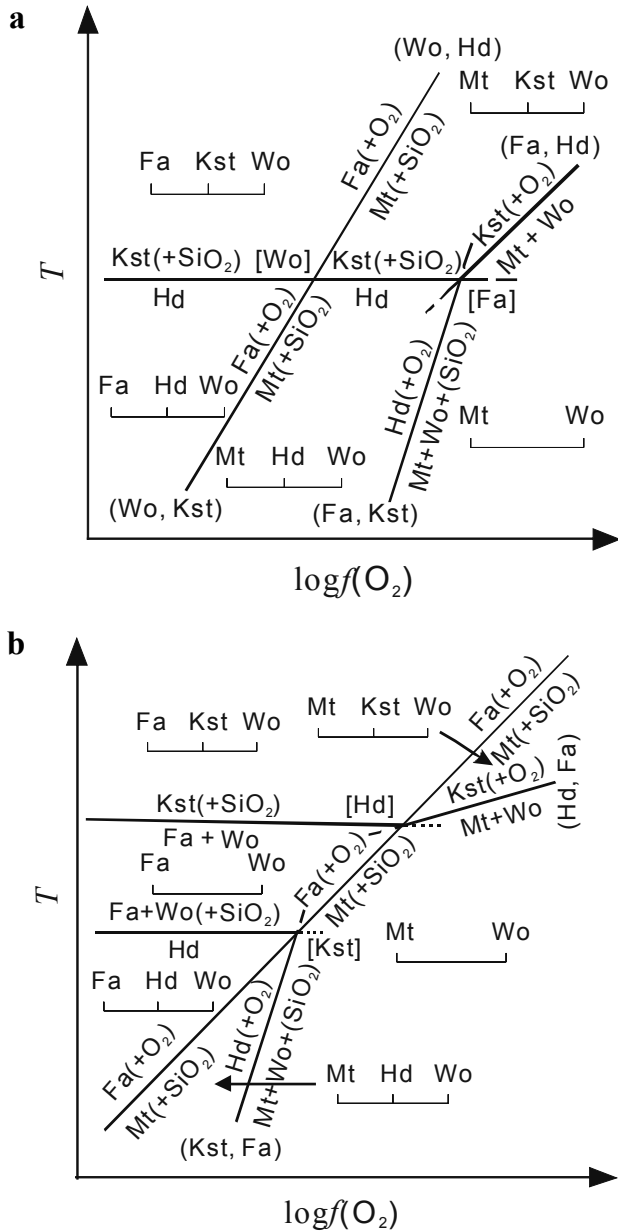 a
(Wo, Hd)
Mt Kst Wo
Fa(+O₂)
Mt(+SiO₂)
(Fa, Hd)
Fa Kst Wo
Kst(+O₂)
Mt + Wo
T
Kst(+SiO₂) [Wo] Kst(+SiO₂)
Hd Hd [Fa]
Fa(+O₂)
Mt(+SiO₂)
Hd(+O₂)
Mt+Wo+(SiO₂)
Fa Hd Wo
Mt Wo
Mt Hd Wo
(Wo, Kst) (Fa, Kst)
logf(O₂)
b
Fa(+O₂)
Mt(+SiO₂)
Fa Kst Wo
Mt Kst Wo
Kst(+O₂)
Mt+Wo
(Hd, Fa)
Kst(+SiO₂) [Hd]
Fa + Wo
Fa Wo
Fa(+O₂)
Mt(+SiO₂)
T
Fa+Wo(+SiO₂)
Hd [Kst]
Mt Wo
Fa Hd Wo
Hd(+O₂)
Mt+Wo+(SiO₂)
Fa(+O₂)
Mt(+SiO₂)
Mt Hd Wo
(Kst, Fa)
logf(O₂)